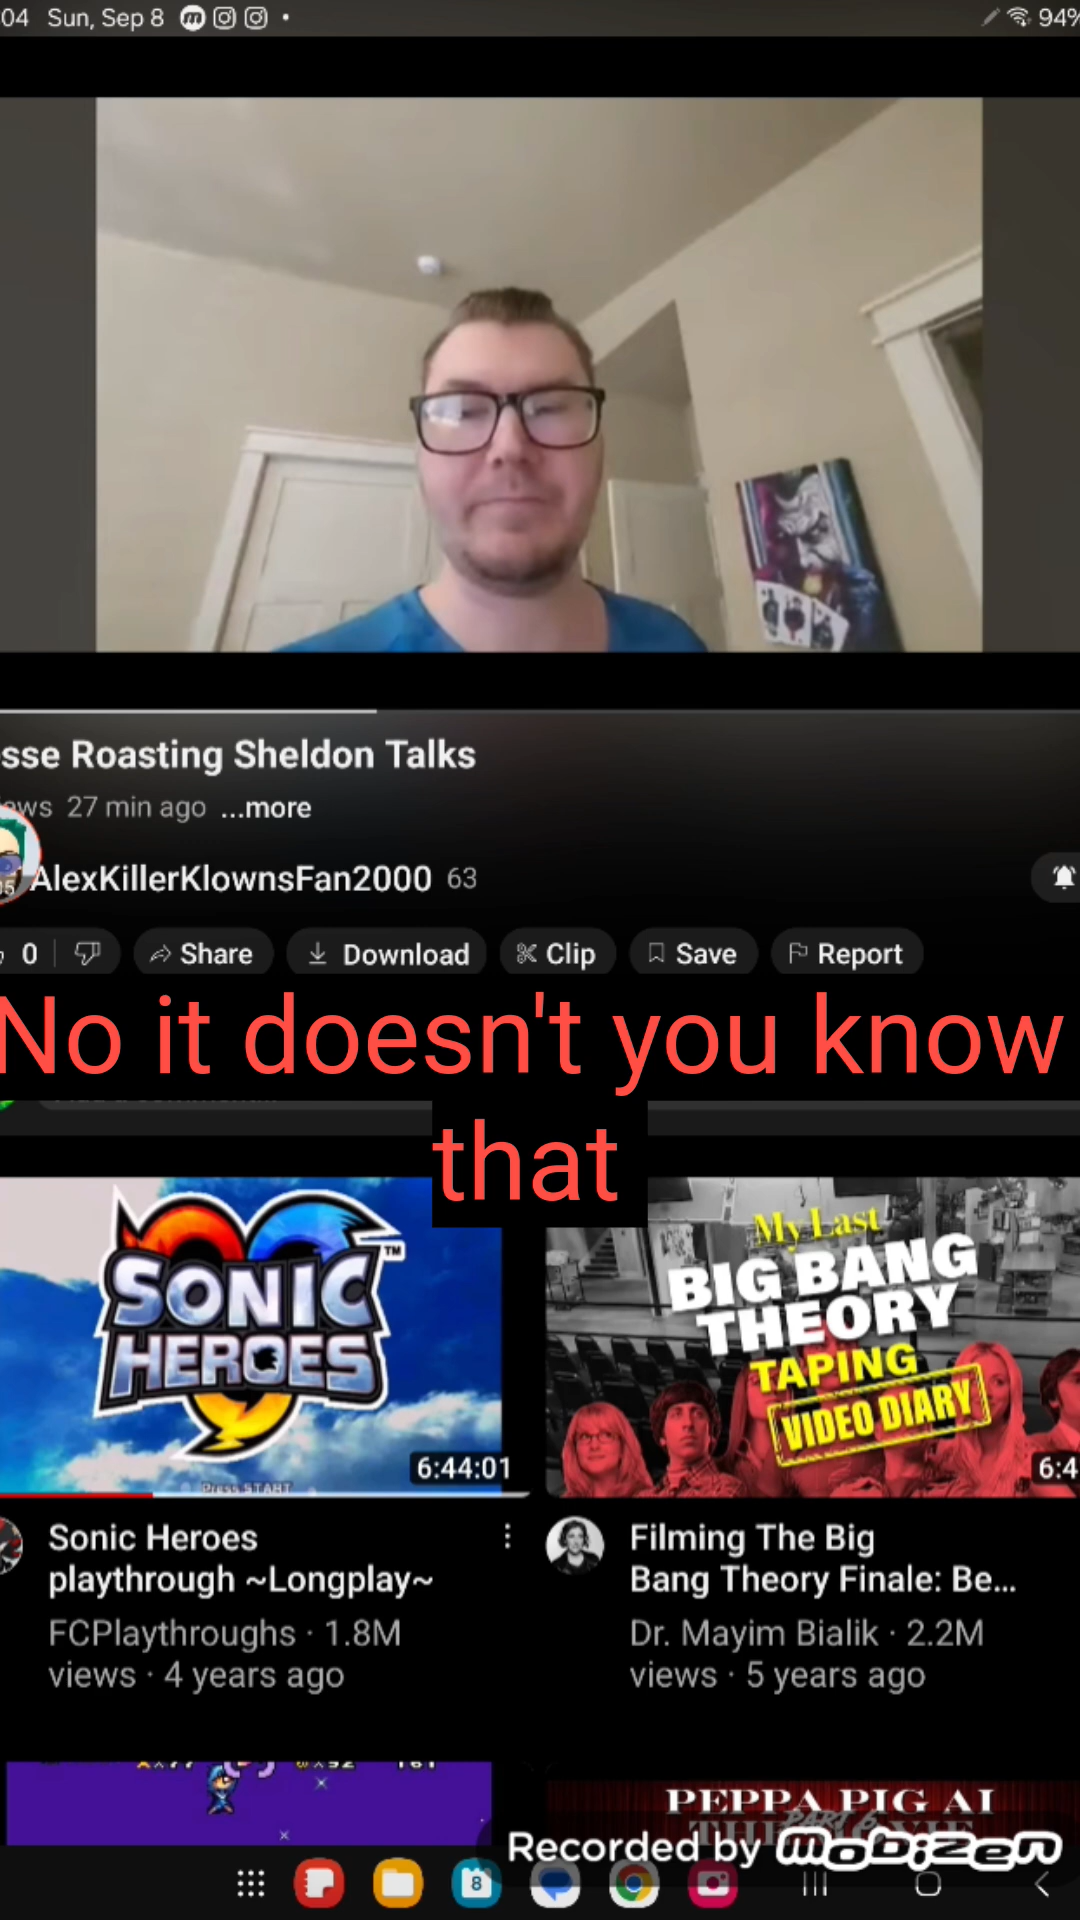 04 Sun, Sep 8
94%
sse Roasting Sheldon Talks
ews 27 min ago ...more
AlexKillerKlownsFan2000 63
0
Share
Download
Clip
Save
Report
No it doesn't you know
that
SONIC
HEROES
TM
Press START
6:44:01
My Last
BIG BANG
THEORY
TAPING
VIDEO DIARY
6:4
Sonic Heroes
playthrough ~Longplay~
FCPlaythroughs · 1.8M
views · 4 years ago
Filming The Big
Bang Theory Finale: Be...
Dr. Mayim Bialik · 2.2M
views · 5 years ago
PEPPA PIG AI
Recorded by mobizen
8